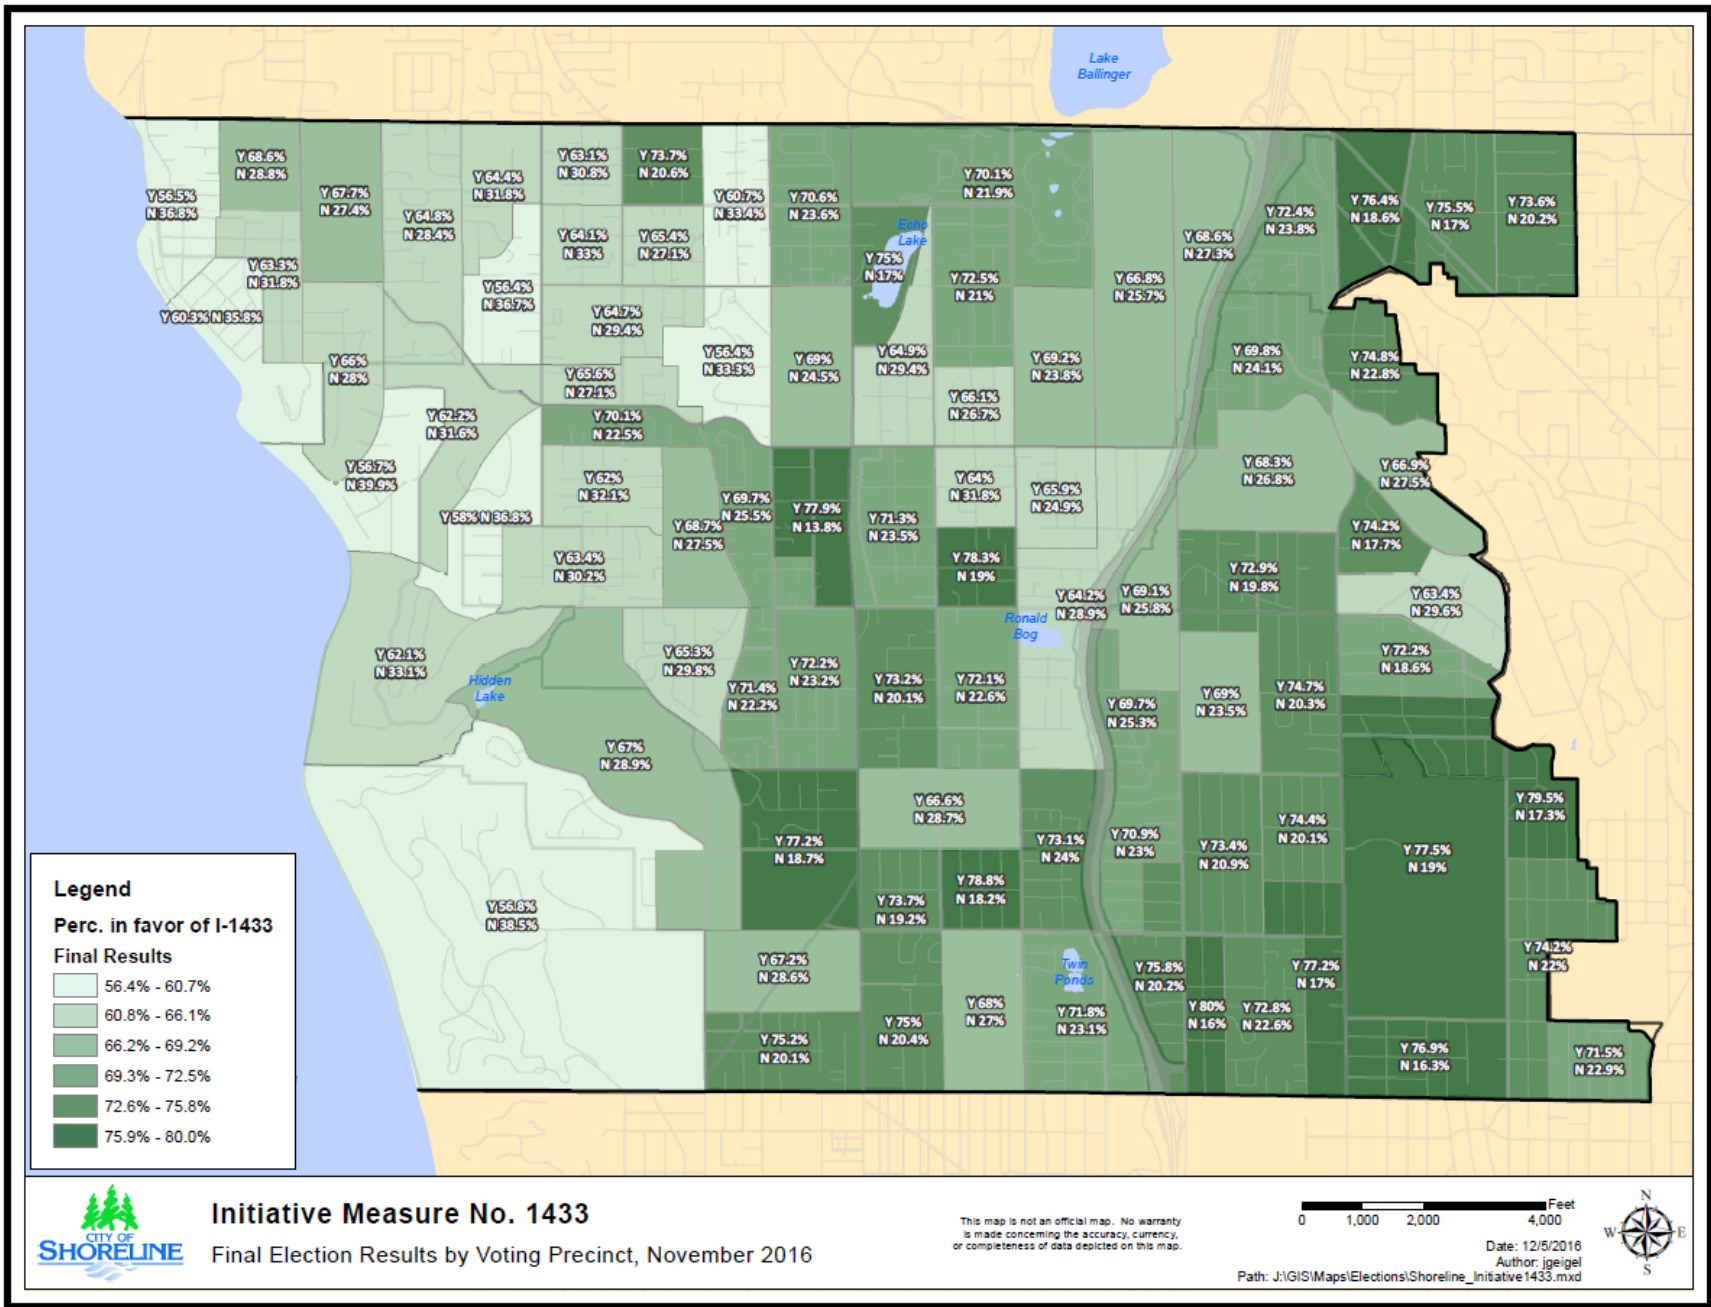 Lake
Ballinger
Y 68.6%
N 28.8%
Y 56.5%
N 36.8%
Y 67.7%
N 27.4%
Y 64.8%
N 28.4%
Y 64.4%
N 31.8%
Y 63.1%
N 30.8%
Y 73.7%
N 20.6%
Y 60.7%
N 33.4%
Y 70.6%
N 23.6%
Y 70.1%
N 21.9%
Y 72.4%
N 23.8%
Y 76.4%
N 18.6%
Y 75.5%
N 17%
Y 73.6%
N 20.2%
Y 63.3%
N 31.8%
Y 60.3% N 35.8%
Y 64.1%
N 33%
Y 65.4%
N 27.1%
Echo
Lake
Y 75%
N 17%
Y 72.5%
N 21%
Y 66.8%
N 25.7%
Y 68.6%
N 27.3%
Y 56.4%
N 36.7%
Y 64.7%
N 29.4%
Y 66%
N 28%
Y 65.6%
N 27.1%
Y 56.4%
N 33.3%
Y 69%
N 24.5%
Y 64.9%
N 29.4%
Y 66.1%
N 26.7%
Y 69.2%
N 23.8%
Y 69.8%
N 24.1%
Y 74.8%
N 22.8%
Y 62.2%
N 31.6%
Y 70.1%
N 22.5%
Y 56.7%
N 39.9%
Y 58% N 36.8%
Y 62%
N 32.1%
Y 68.7%
N 27.5%
Y 69.7%
N 25.5%
Y 77.9%
N 13.8%
Y 71.3%
N 23.5%
Y 64%
N 31.8%
Y 65.9%
N 24.9%
Y 68.3%
N 26.8%
Y 66.9%
N 27.5%
Y 74.2%
N 17.7%
Y 63.4%
N 30.2%
Y 78.3%
N 19%
Y 64.2%
N 28.9%
Y 69.1%
N 25.8%
Y 72.9%
N 19.8%
Y 63.4%
N 29.6%
Ronald
Bog
Y 62.1%
N 33.1%
Hidden
Lake
Y 65.3%
N 29.8%
Y 71.4%
N 22.2%
Y 72.2%
N 23.2%
Y 73.2%
N 20.1%
Y 72.1%
N 22.6%
Y 69.7%
N 25.3%
Y 69%
N 23.5%
Y 74.7%
N 20.3%
Y 72.2%
N 18.6%
Y 67%
N 28.9%
Y 66.6%
N 28.7%
Y 77.2%
N 18.7%
Y 73.1%
N 24%
Y 70.9%
N 23%
Y 73.4%
N 20.9%
Y 74.4%
N 20.1%
Y 77.5%
N 19%
Y 79.5%
N 17.3%
Y 56.8%
N 38.5%
Y 73.7%
N 19.2%
Y 78.8%
N 18.2%
Y 67.2%
N 28.6%
Y 75.2%
N 20.1%
Y 75%
N 20.4%
Y 68%
N 27%
Twin
Ponds
Y 71.8%
N 23.1%
Y 75.8%
N 20.2%
Y 80%
N 16%
Y 72.8%
N 22.6%
Y 77.2%
N 17%
Y 74.2%
N 22%
Y 76.9%
N 16.3%
Y 71.5%
N 22.9%
Legend
Perc. in favor of I-1433
Final Results
56.4% - 60.7%
60.8% - 66.1%
66.2% - 69.2%
69.3% - 72.5%
72.6% - 75.8%
75.9% - 80.0%
CITY OF
SHORELINE
Initiative Measure No. 1433
Final Election Results by Voting Precinct, November 2016
This map is not an official map. No warranty
is made concerning the accuracy, currency,
or completeness of data depicted on this map.
Feet
0 1,000 2,000 4,000
Date: 12/5/2016
Author: jgeigel
Path: J:\GIS\Maps\Elections\Shoreline_Initiative1433.mxd
N
W E
S